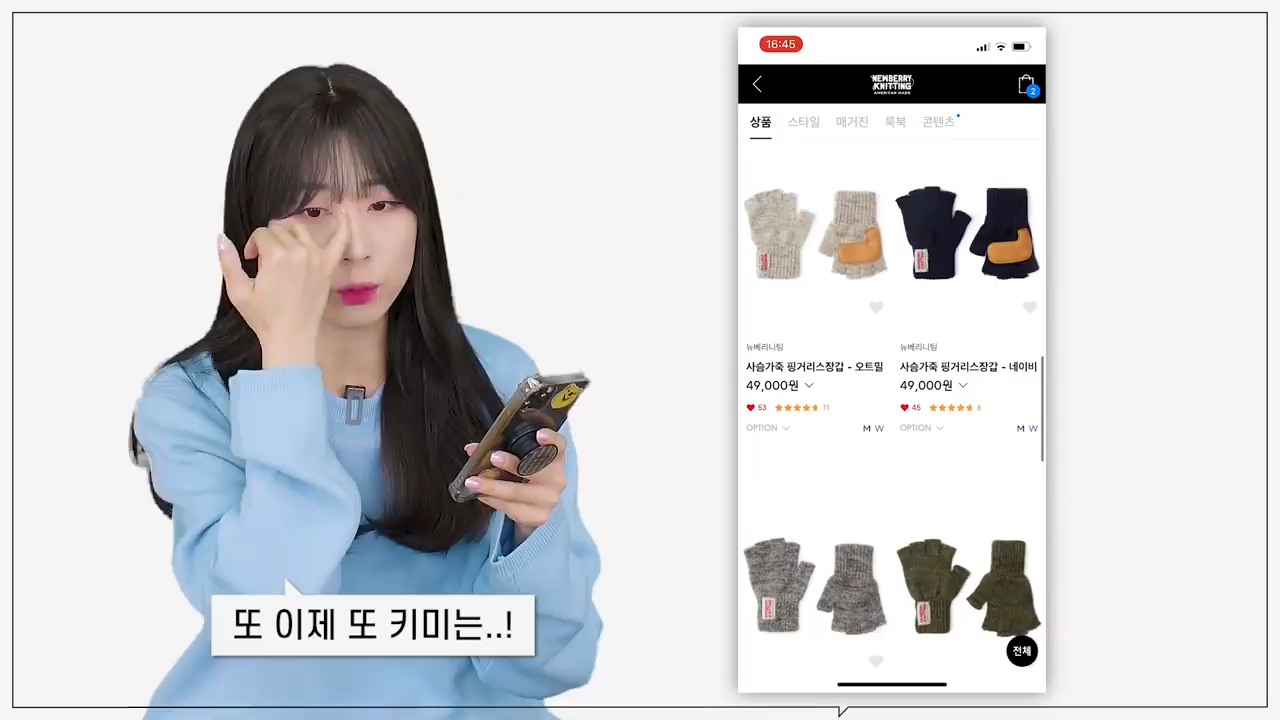 16:45
NEWBERRY
KNITTING
AMERICAN MADE
2
상품 스타일 매거진 룩북 콘텐츠
뉴베리니팅
사슴가죽 핑거리스장갑 - 오트밀
49,000원
53 11
OPTION M W
뉴베리니팅
사슴가죽 핑거리스장갑 - 네이비
49,000원
45 6
OPTION M W
전체
또 이제 또 키미는..!